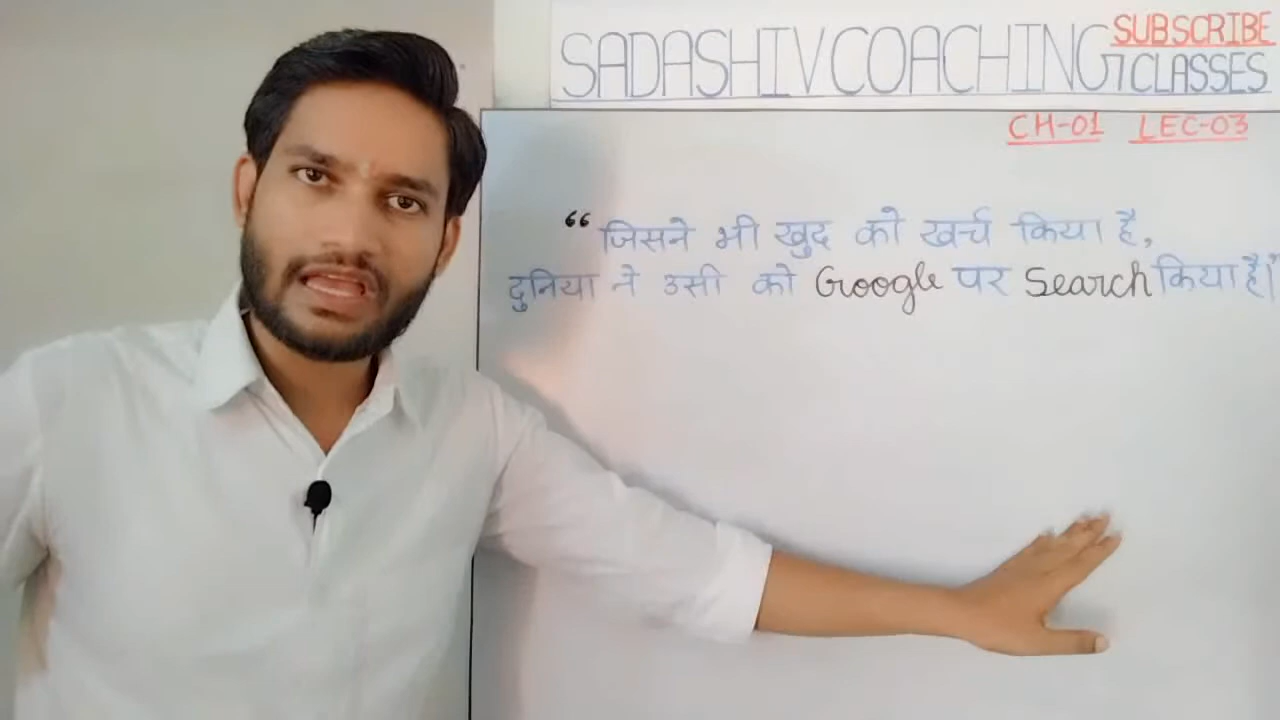 SADASHIV COACHING CLASSES
SUBSCRIBE
CH-01 LEC-03
“जिसने भी खुद को खर्च किया है,
दुनिया ने उसी को Google पर Search किया है।”